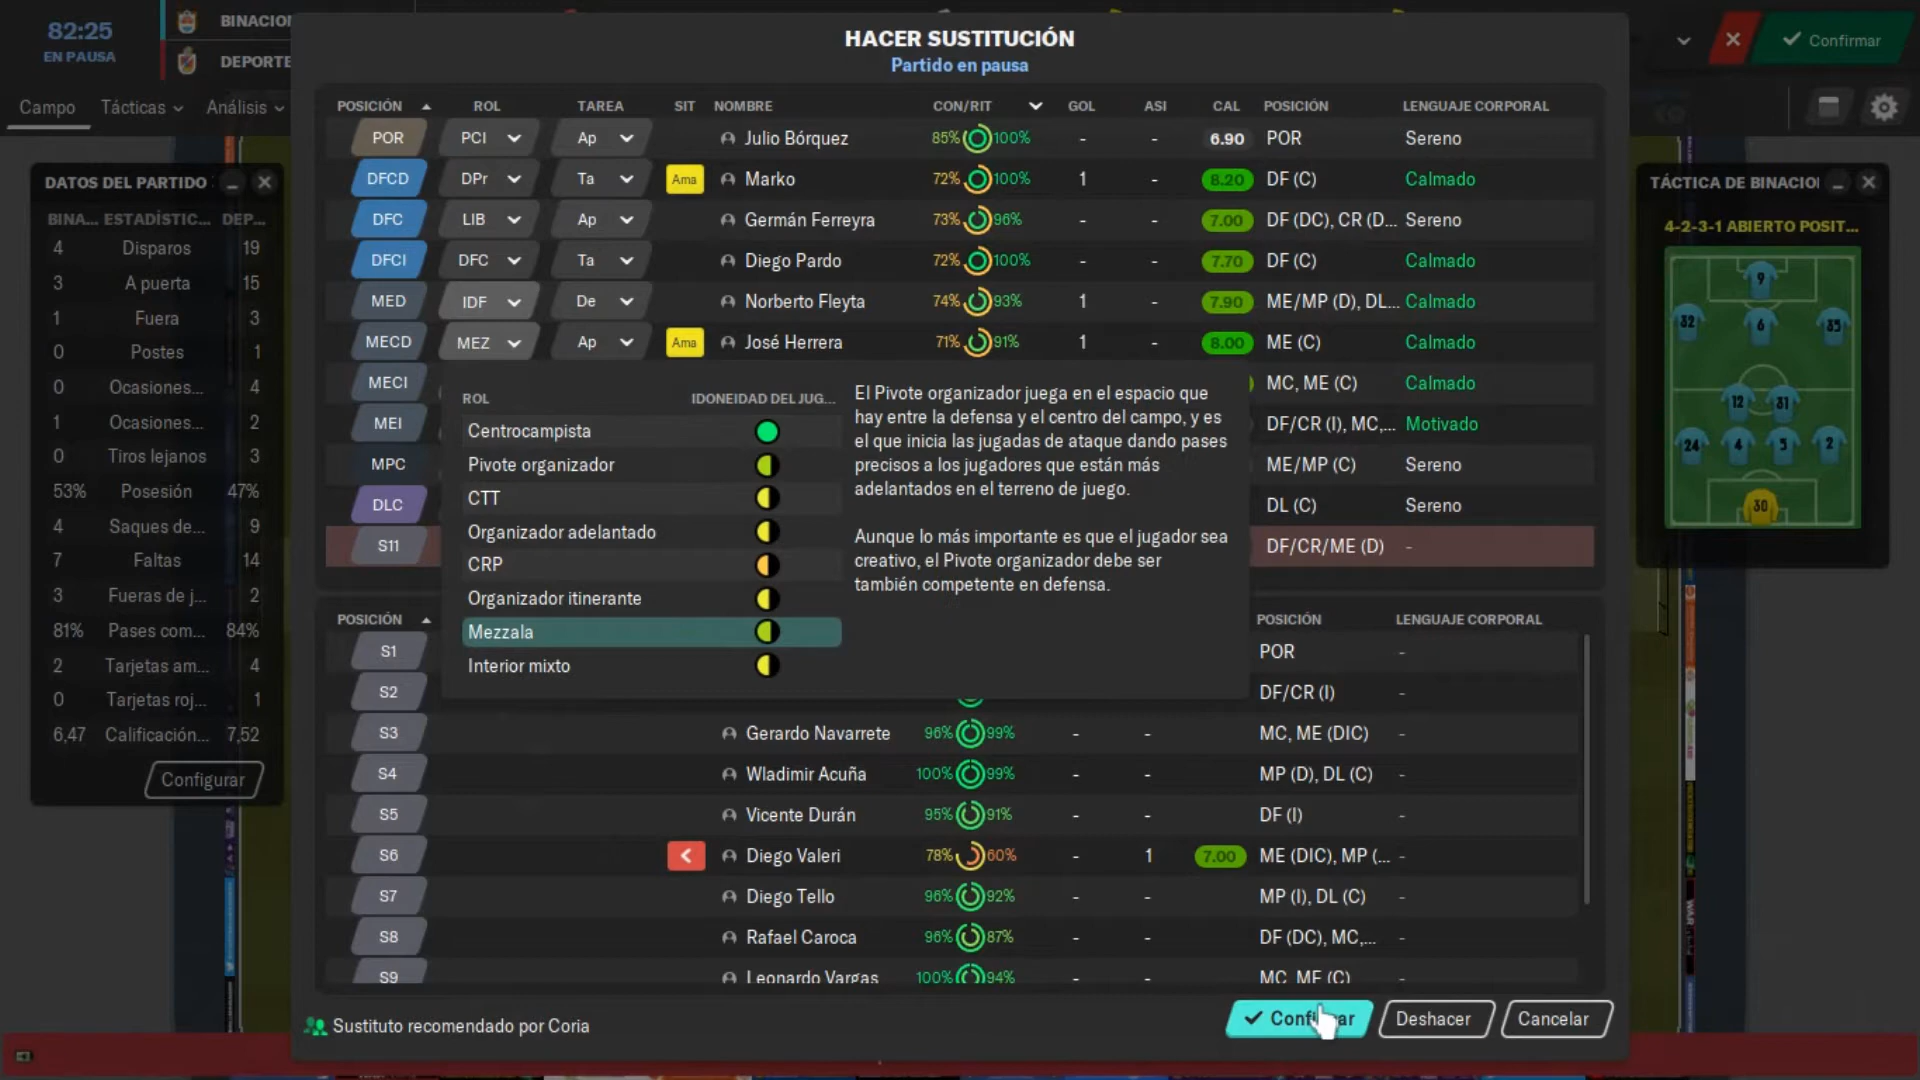 82:25
EN PAUSA
BINACIO
DEPORTE
HACER SUSTITUCIÓN
Partido en pausa
Confirmar
Campo
Tácticas
Análisis
DATOS DEL PARTIDO
BINA... ESTADÍSTIC... DEP...
4 Disparos 19
3 A puerta 15
1 Fuera 3
0 Postes 1
0 Ocasiones... 4
1 Ocasiones... 2
0 Tiros lejanos 3
53% Posesión 47%
4 Saques de... 9
7 Faltas 14
3 Fueras de j... 2
81% Pases com... 84%
2 Tarjetas am... 4
0 Tarjetas roj... 1
6,47 Calificación... 7,52
Configurar
POSICIÓN ROL TAREA SIT NOMBRE CON/RIT GOL ASI CAL POSICIÓN LENGUAJE CORPORAL
POR PCI Ap Julio Bórquez 85% 100% - - 6.90 POR Sereno
DFCD DPr Ta Ama Marko 72% 100% 1 - 8.20 DF (C) Calmado
DFC LIB Ap Germán Ferreyra 73% 96% - - 7.00 DF (DC), CR (D... Sereno
DFCI DFC Ta Diego Pardo 72% 100% - - 7.70 DF (C) Calmado
MED IDF De Norberto Fleyta 74% 93% 1 - 7.90 ME/MP (D), DL... Calmado
MECD MEZ Ap Ama José Herrera 71% 91% 1 - 8.00 ME (C) Calmado
MECI MC, ME (C) Calmado
MEI DF/CR (I), MC,... Motivado
MPC ME/MP (C) Sereno
DLC DL (C) Sereno
S11 DF/CR/ME (D) -
ROL IDONEIDAD DEL JUG...
Centrocampista
Pivote organizador
CTT
Organizador adelantado
CRP
Organizador itinerante
Mezzala
Interior mixto
El Pivote organizador juega en el espacio que
hay entre la defensa y el centro del campo, y es
el que inicia las jugadas de ataque dando pases
precisos a los jugadores que están más
adelantados en el terreno de juego.
Aunque lo más importante es que el jugador sea
creativo, el Pivote organizador debe ser
también competente en defensa.
POSICIÓN POSICIÓN LENGUAJE CORPORAL
S1 POR -
S2 DF/CR (I) -
S3 Gerardo Navarrete 96% 99% - - MC, ME (DIC) -
S4 Wladimir Acuña 100% 99% - - MP (D), DL (C) -
S5 Vicente Durán 95% 91% - - DF (I) -
S6 Diego Valeri 78% 60% - 1 7.00 ME (DIC), MP (... -
S7 Diego Tello 96% 92% - - MP (I), DL (C) -
S8 Rafael Caroca 96% 87% - - DF (DC), MC,... -
S9 Leonardo Vargas 100% 94% - - MC, ME (C) -
Sustituto recomendado por Coria
Confirmar
Deshacer
Cancelar
TÁCTICA DE BINACIO
4-2-3-1 ABIERTO POSIT...
9
32 6 35
12 31
24 4 5 2
30